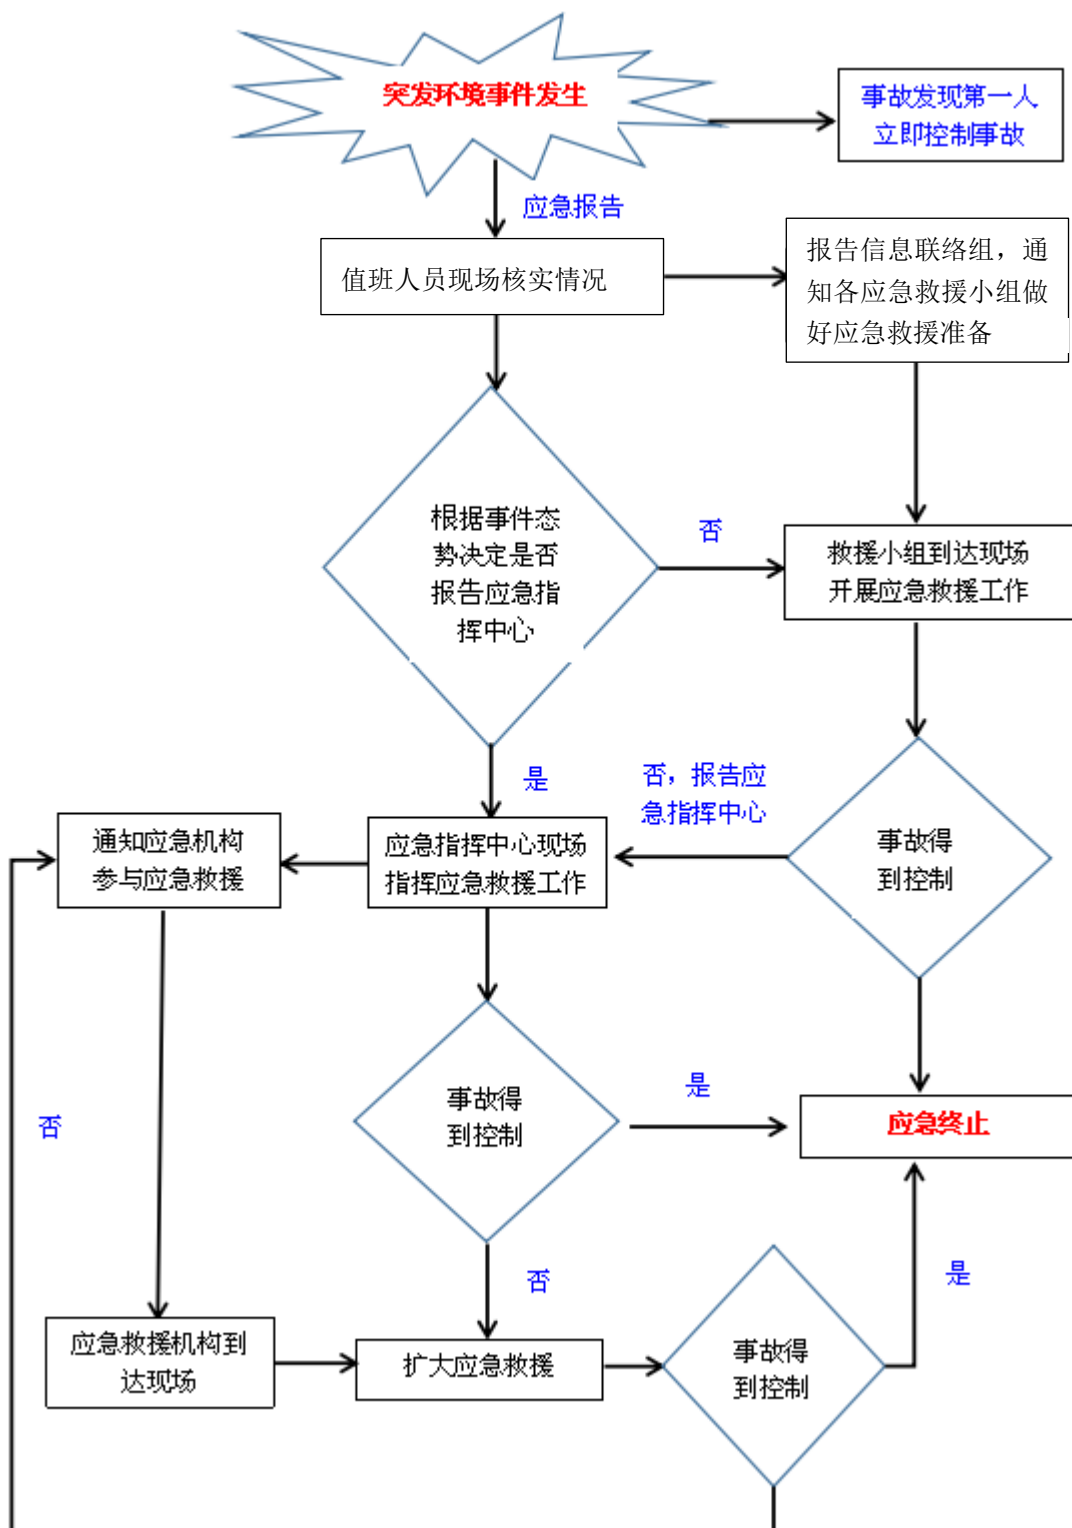 突发环境事件发生
事故发现第一人
立即控制事故
应急报告
值班人员现场核实情况
报告信息联络组，通
知各应急救援小组做
好应急救援准备
根据事件态
势决定是否
报告应急指
挥中心
否
救援小组到达现场
开展应急救援工作
是
否，报告应
急指挥中心
通知应急机构
参与应急救援
应急指挥中心现场
指挥应急救援工作
事故得
到控制
否
事故得
到控制
是
应急终止
否
是
应急救援机构到
达现场
扩大应急救援
事故得
到控制